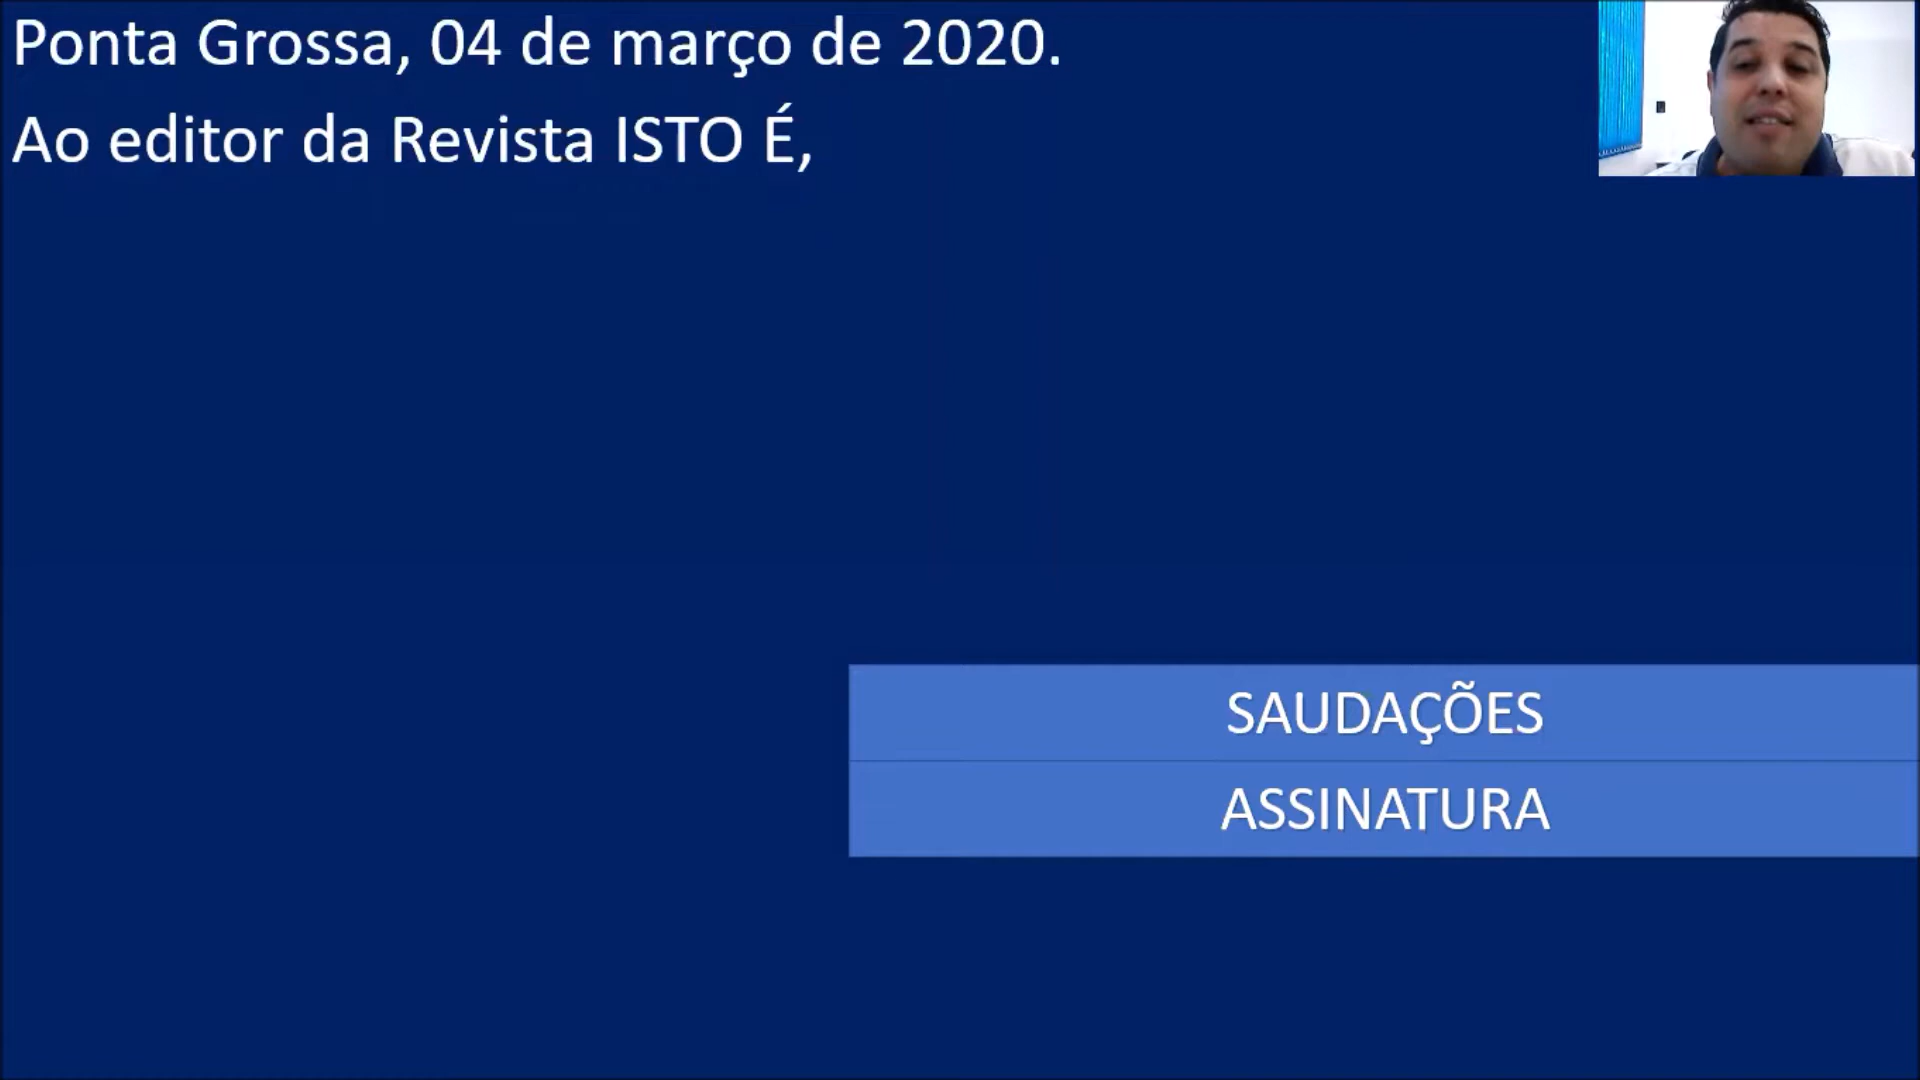 Ponta Grossa, 04 de março de 2020.
Ao editor da Revista ISTO É,
SAUDAÇÕES
ASSINATURA